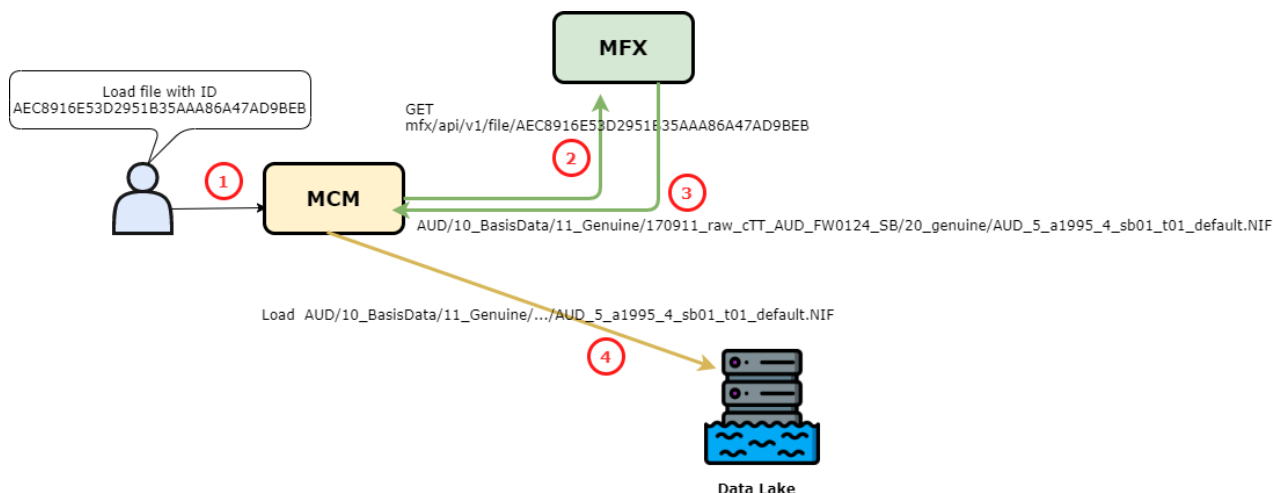 MFX
Load file with ID
AEC8916E53D2951B35AAA86A47AD9BEB
GET
mfx/api/v1/file/AEC8916E53D2951B35AAA86A47AD9BEB
2
1
3
MCM
AUD/10_BasisData/11_Genuine/170911_raw_cTT_AUD_FW0124_SB/20_genuine/AUD_5_a1995_4_sb01_t01_default.NIF
Load AUD/10_BasisData/11_Genuine/.../AUD_5_a1995_4_sb01_t01_default.NIF
4
Data Lake